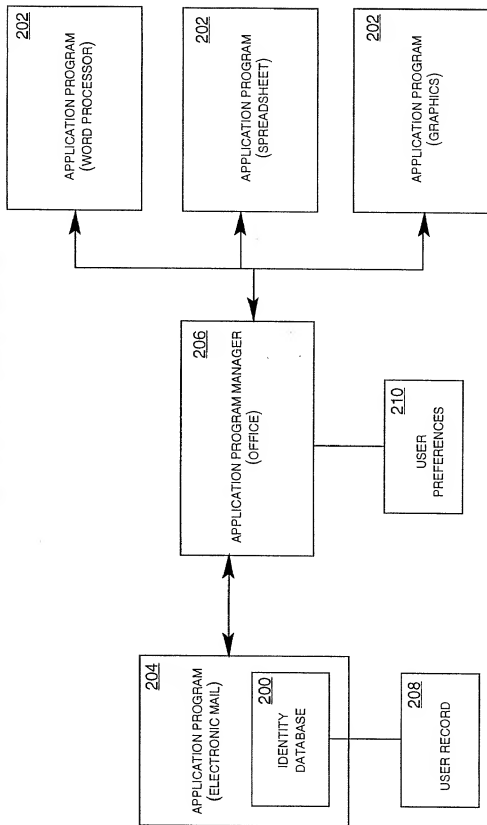 204
APPLICATION PROGRAM
(ELECTRONIC MAIL)
200
IDENTITY
DATABASE
208
USER RECORD
206
APPLICATION PROGRAM MANAGER
(OFFICE)
210
USER
PREFERENCES
202
APPLICATION PROGRAM
(WORD PROCESSOR)
202
APPLICATION PROGRAM
(SPREADSHEET)
202
APPLICATION PROGRAM
(GRAPHICS)